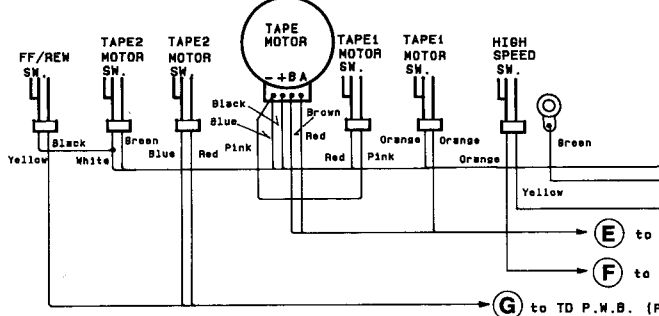 FF/REW
SW.
TAPE2
MOTOR
SW.
TAPE2
MOTOR
SW.
TAPE
MOTOR
- + B A
TAPE1
MOTOR
SW.
TAPE1
MOTOR
SW.
HIGH
SPEED
SW.
Black
Yellow
White
Green
Blue
Red
Black
Blue
Pink
Brown
Red
Red
Pink
Orange
Orange
Orange
Yellow
Green
E to
F to
G to TD P.W.B. (P